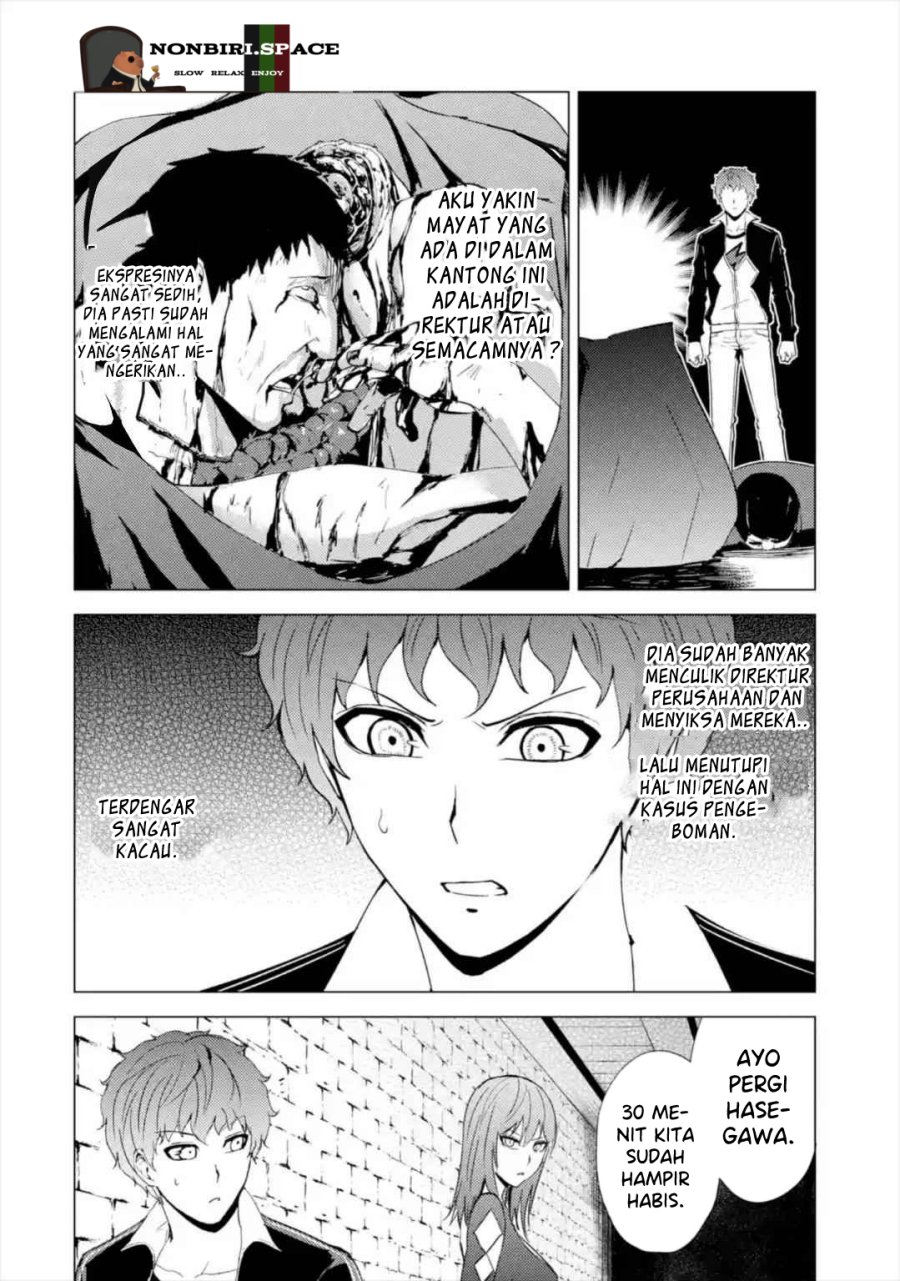 NONBIRI.SPACE
SLOW RELAX ENJOY
AKU YAKIN
MAYAT YANG
ADA DI DALAM
KANTONG INI
ADALAH DI-
REKTUR ATAU
SEMACAMNYA?
EKSPRESINYA
SANGAT SEDIH,
DIA PASTI SUDAH
MENGALAMI HAL
YANG SANGAT ME-
NGERIKAN..
DIA SUDAH BANYAK
MENCULIK DIREKTUR
PERUSAHAAN DAN
MENYIKSA MEREKA..
LALU MENUTUPI
HAL INI DENGAN
KASUS PENGE-
BOMAN.
TERDENGAR
SANGAT
KACAU.
AYO
PERGI
HASE-
GAWA.
30 ME-
NIT KITA
SUDAH
HAMPIR
HABIS.